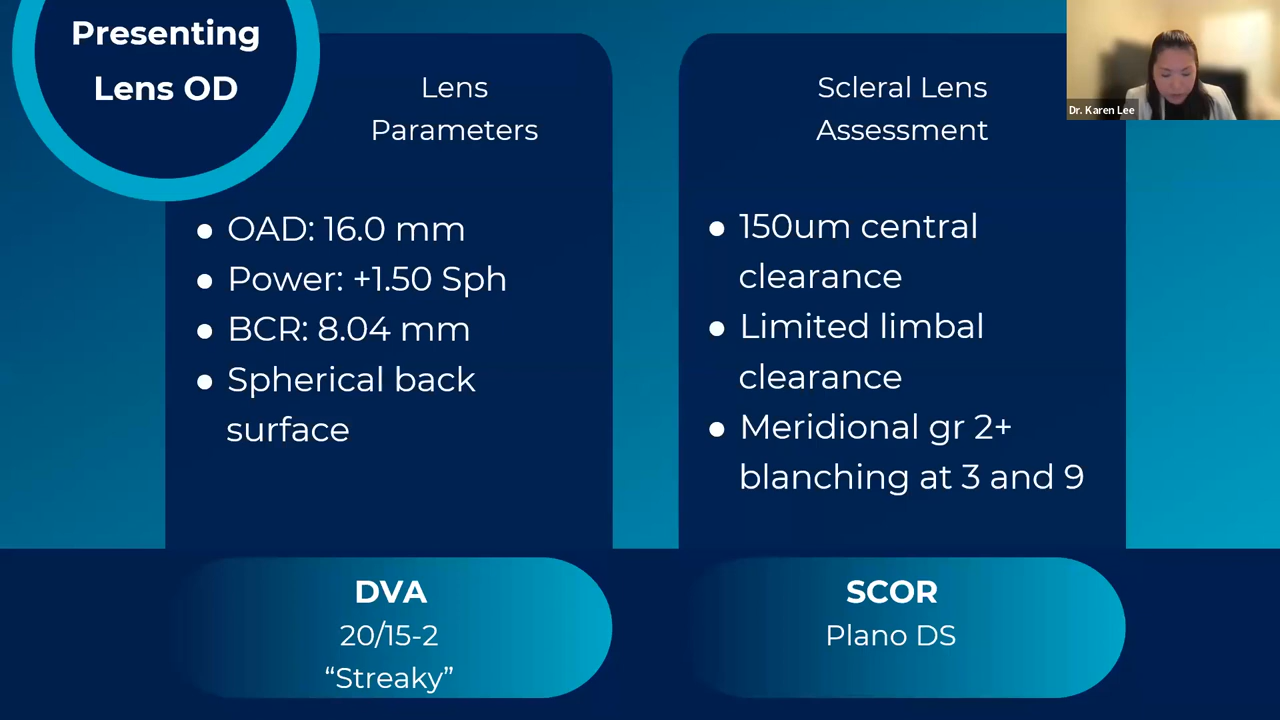 Presenting
Lens OD
Lens
Parameters
● OAD: 16.0 mm
● Power: +1.50 Sph
● BCR: 8.04 mm
● Spherical back
surface
DVA
20/15-2
“Streaky”
Scleral Lens
Assessment
● 150um central
clearance
● Limited limbal
clearance
● Meridional gr 2+
blanching at 3 and 9
SCOR
Plano DS
Dr. Karen Lee